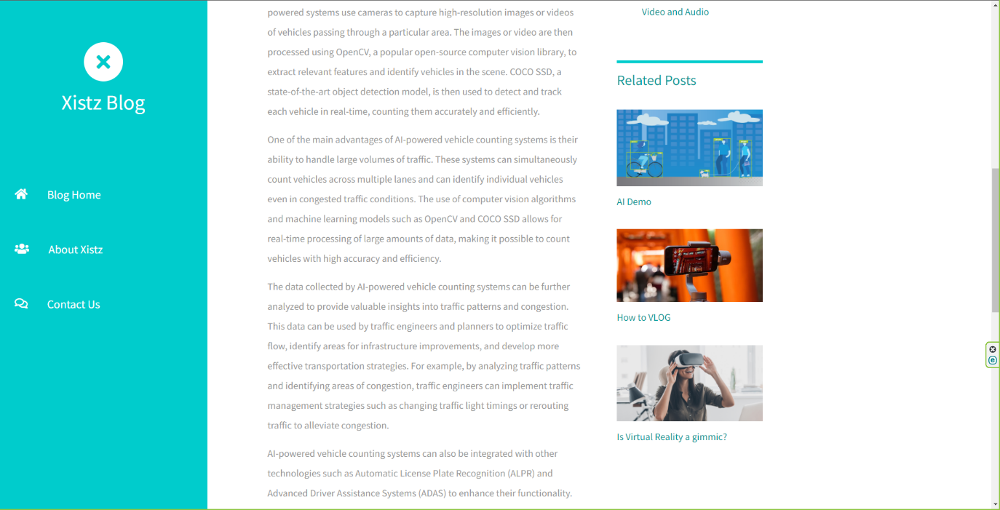 Xistz Blog
Blog Home
About Xistz
Contact Us
powered systems use cameras to capture high-resolution images or videos
of vehicles passing through a particular area. The images or video are then
processed using OpenCV, a popular open-source computer vision library, to
extract relevant features and identify vehicles in the scene. COCO SSD, a
state-of-the-art object detection model, is then used to detect and track
each vehicle in real-time, counting them accurately and efficiently.
One of the main advantages of AI-powered vehicle counting systems is their
ability to handle large volumes of traffic. These systems can simultaneously
count vehicles across multiple lanes and can identify individual vehicles
even in congested traffic conditions. The use of computer vision algorithms
and machine learning models such as OpenCV and COCO SSD allows for
real-time processing of large amounts of data, making it possible to count
vehicles with high accuracy and efficiency.
The data collected by AI-powered vehicle counting systems can be further
analyzed to provide valuable insights into traffic patterns and congestion.
This data can be used by traffic engineers and planners to optimize traffic
flow, identify areas for infrastructure improvements, and develop more
effective transportation strategies. For example, by analyzing traffic patterns
and identifying areas of congestion, traffic engineers can implement traffic
management strategies such as changing traffic light timings or rerouting
traffic to alleviate congestion.
AI-powered vehicle counting systems can also be integrated with other
technologies such as Automatic License Plate Recognition (ALPR) and
Advanced Driver Assistance Systems (ADAS) to enhance their functionality.
Video and Audio
Related Posts
AI Demo
How to VLOG
Is Virtual Reality a gimmic?